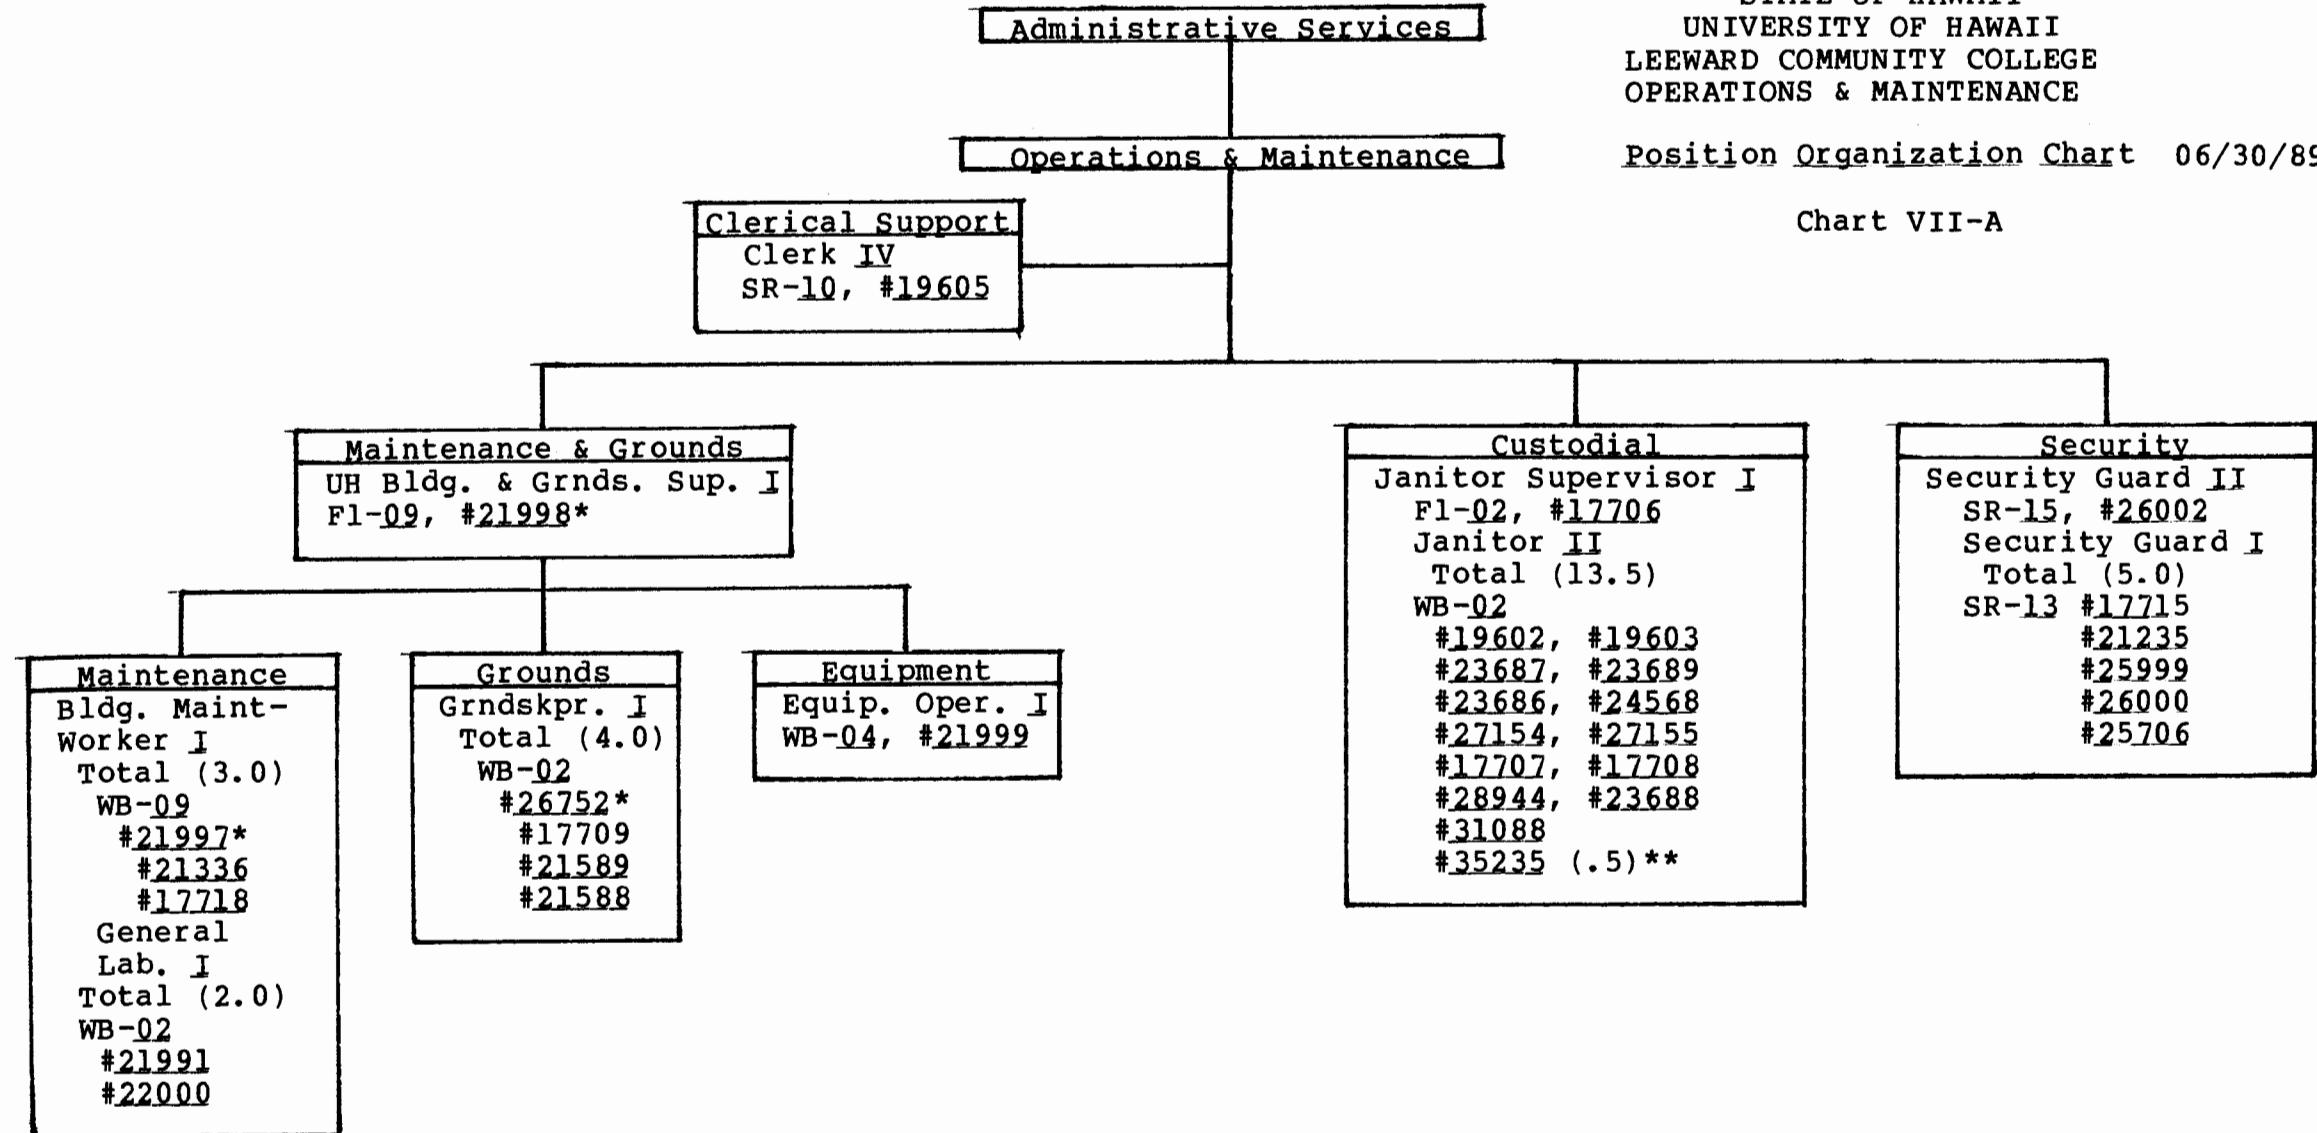 Administrative Services
STATE OF HAWAII
UNIVERSITY OF HAWAII
LEEWARD COMMUNITY COLLEGE
OPERATIONS & MAINTENANCE
Operations & Maintenance
Position Organization Chart 06/30/89
Chart VII-A
Clerical Support
Clerk IV
SR-10, #19605
Maintenance & Grounds
UH Bldg. & Grnds. Sup. I
F1-09, #21998*
Maintenance
Bldg. Maint-
Worker I
Total (3.0)
WB-09
#21997*
#21336
#17718
General
Lab. I
Total (2.0)
WB-02
#21991
#22000
Grounds
Grndskpr. I
Total (4.0)
WB-02
#26752*
#17709
#21589
#21588
Equipment
Equip. Oper. I
WB-04, #21999
Custodial
Janitor Supervisor I
F1-02, #17706
Janitor II
Total (13.5)
WB-02
#19602, #19603
#23687, #23689
#23686, #24568
#27154, #27155
#17707, #17708
#28944, #23688
#31088
#35235 (.5)**
Security
Security Guard II
SR-15, #26002
Security Guard I
Total (5.0)
SR-13 #17715
#21235
#25999
#26000
#25706